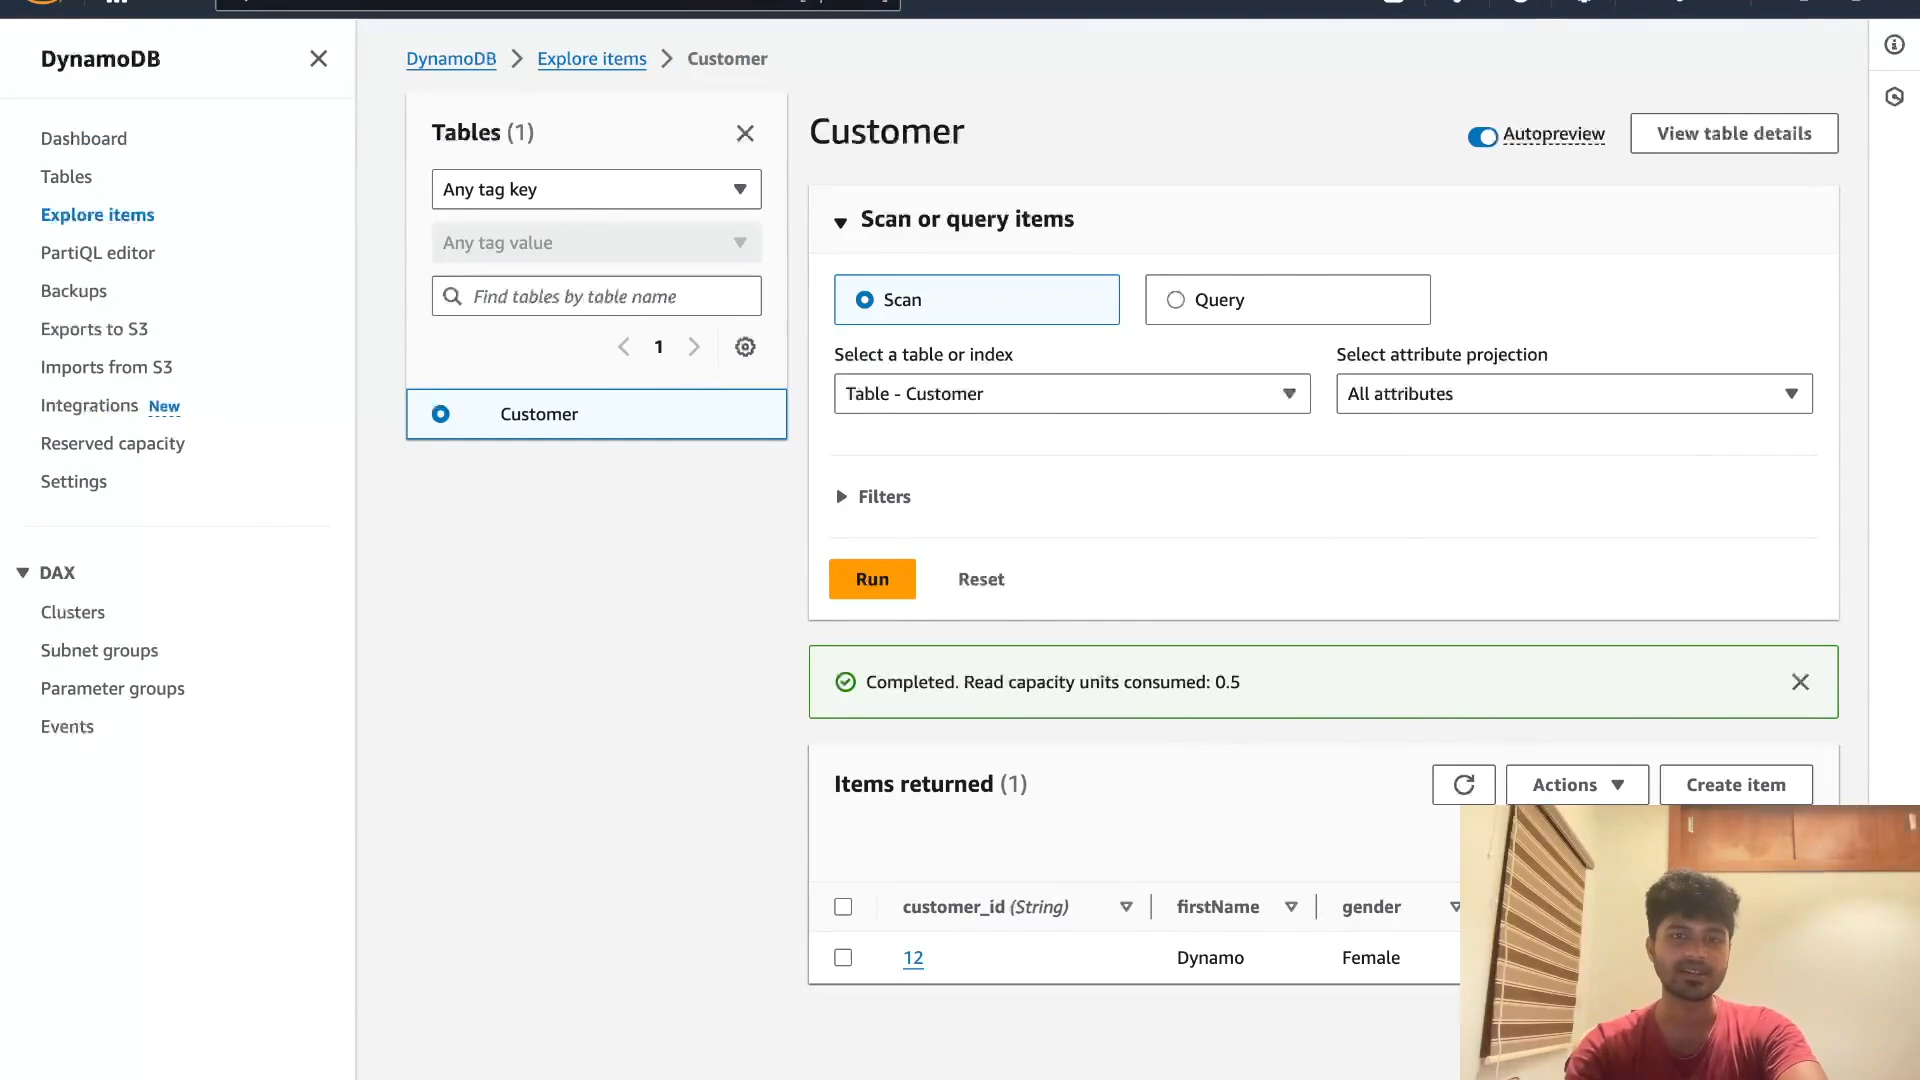 DynamoDB
Dashboard
Tables
Explore items
PartiQL editor
Backups
Exports to S3
Imports from S3
Integrations New
Reserved capacity
Settings
DAX
Clusters
Subnet groups
Parameter groups
Events
DynamoDB Explore items Customer
Tables (1)
Any tag key
Any tag value
Find tables by table name
1
Customer
Customer
Autopreview
View table details
Scan or query items
Scan
Query
Select a table or index
Select attribute projection
Table - Customer
All attributes
Filters
Run
Reset
Completed. Read capacity units consumed: 0.5
Items returned (1)
Actions
Create item
customer_id (String) firstName gender
12 Dynamo Female